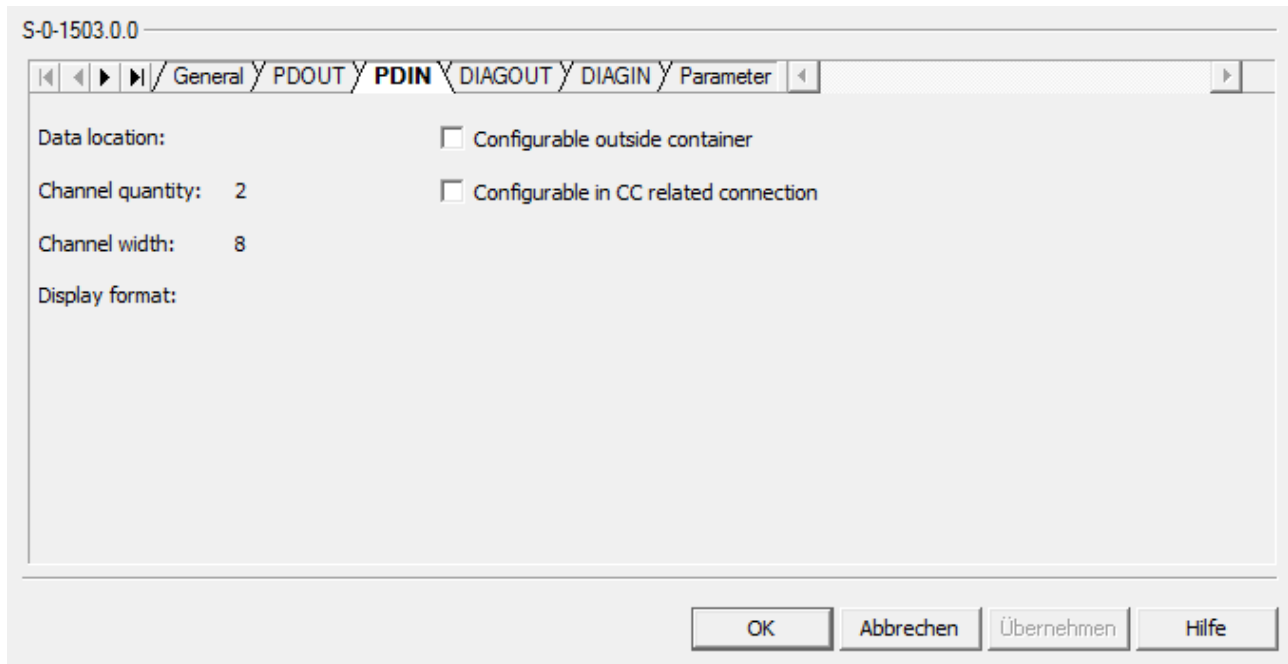 S-0-1503.0.0
General PDOUT PDIN DIAGOUT DIAGIN Parameter
Data location: Configurable outside container
Channel quantity: 2 Configurable in CC related connection
Channel width: 8
Display format:
OK Abbrechen Übernehmen Hilfe